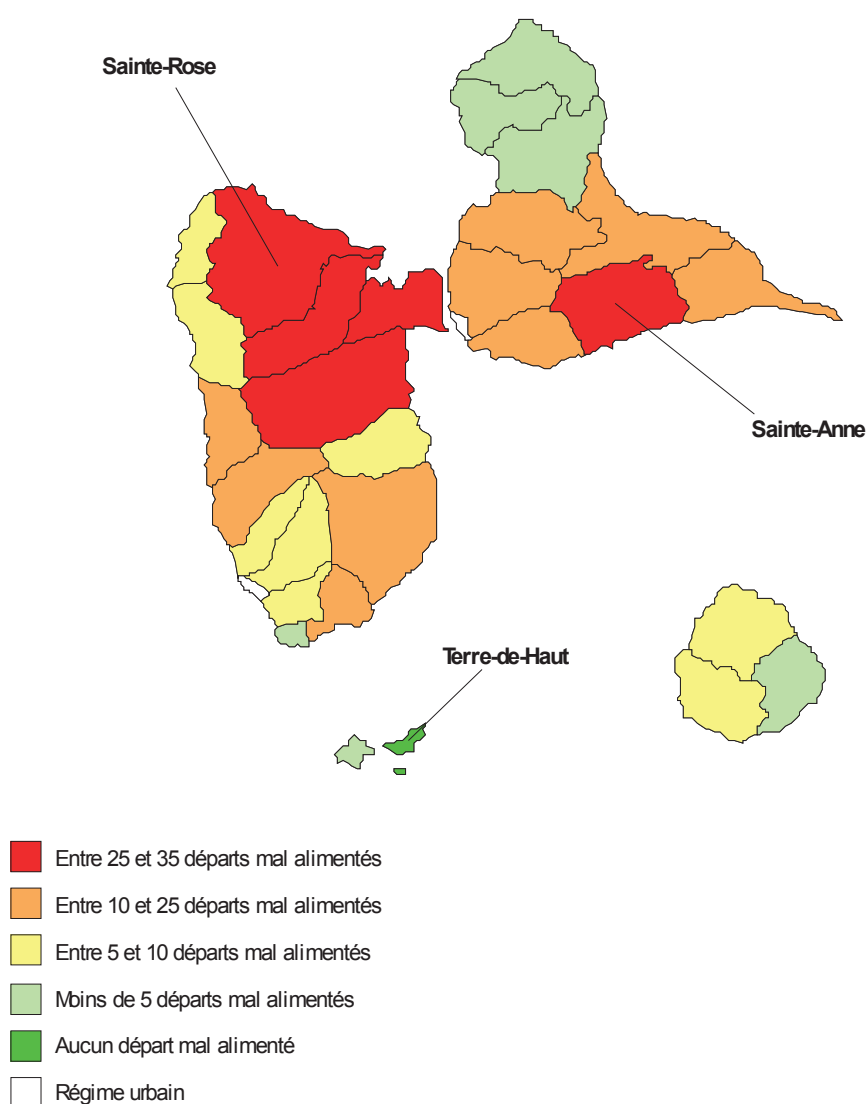 Sainte-Rose
Sainte-Anne
Terre-de-Haut
Entre 25 et 35 départs mal alimentés
Entre 10 et 25 départs mal alimentés
Entre 5 et 10 départs mal alimentés
Moins de 5 départs mal alimentés
Aucun départ mal alimenté
Régime urbain